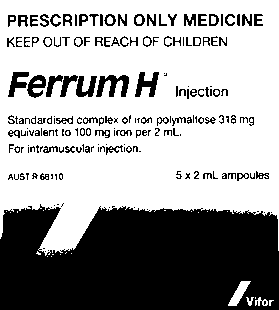 PRESCRIPTION ONLY MEDICINE
KEEP OUT OF REACH OF CHILDREN
Ferrum H® Injection
Standardised complex of iron polymaltose 318 mg
equivalent to 100 mg iron per 2 mL.
For intramuscular injection.
AUST R 68110 5 x 2 mL ampoules
Vifor